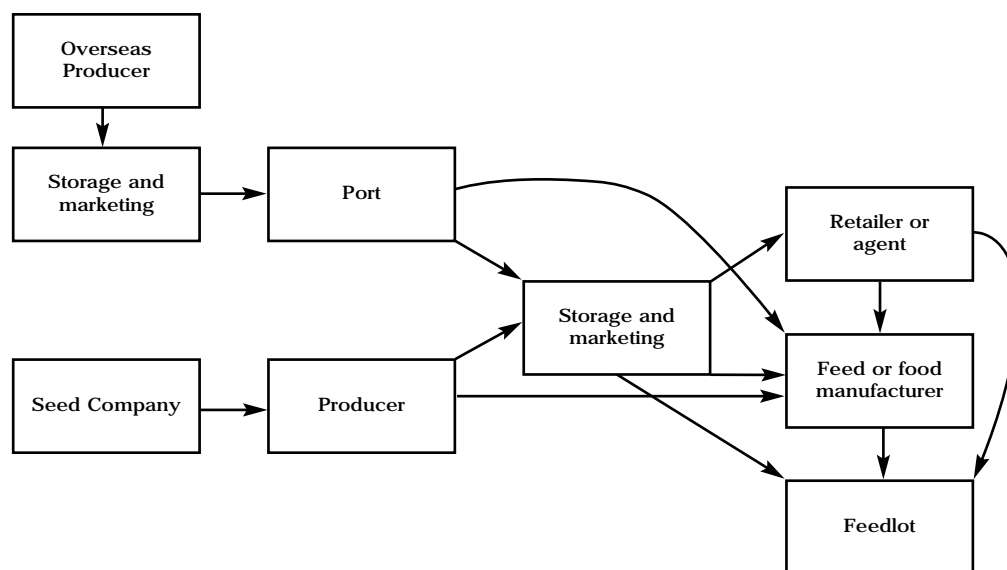 Overseas
Producer
Storage and
marketing
Port
Retailer or
agent
Storage and
marketing
Seed Company
Producer
Feed or food
manufacturer
Feedlot